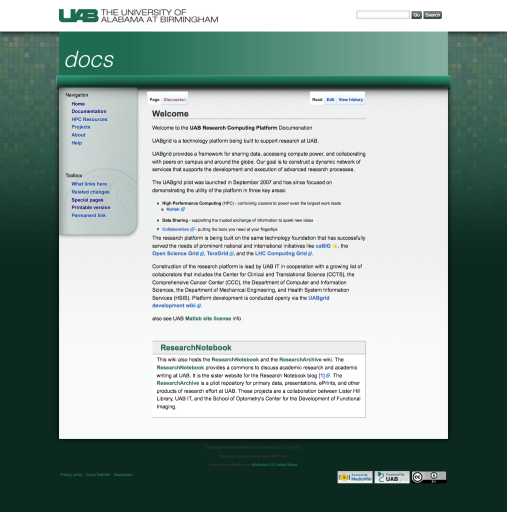 UAB THE UNIVERSITY OF
ALABAMA AT BIRMINGHAM
Go Search
docs
Navigation
Home
Documentation
HPC Resources
Projects
About
Help
Toolbox
What links here
Related changes
Special pages
Printable version
Permanent link
Page Discussion Read Edit View history
Welcome
Welcome to the UAB Research Computing Platform Documenation
UABgrid is a technology platform being built to support research at UAB.
UABgrid provides a framework for sharing data, accessing compute power, and collaborating
with peers on campus and around the globe. Our goal is to construct a dynamic network of
services that supports the development and execution of advanced research processes.
The UABgrid pilot was launched in September 2007 and has since focused on
demonstrating the utility of the platform in three key areas:
High Performance Computing (HPC) - combining clusters to power even the largest work loads
Matlab
Data Sharing - supporting the trusted exchange of information to spark new ideas
Collaboration - puting the tools you need at your fingertips
The research platform is being built on the same technology foundation that has successfully
served the needs of prominent national and international initiatives like caBIG, the
Open Science Grid, TeraGrid, and the LHC Computing Grid.
Construction of the research platform is lead by UAB IT in cooperation with a growing list of
collaborators that includes the Center for Clinical and Translational Science (CCTS), the
Comprehensive Cancer Center (CCC), the Department of Computer and Information
Sciences, the Department of Mechanical Engineering, and Health System Information
Services (HSIS). Platform development is conducted openly via the UABgrid
development wiki.
also see UAB Matlab site license info
ResearchNotebook
This wiki also hosts the ResearchNotebook and the ResearchArchive wiki. The
ResearchNotebook provides a commons to discuss academic research and academic
writing at UAB. It is the sister website for the Research Notebook blog [1]. The
ResearchArchive is a pilot repository for primary data, presentations, ePrints, and other
products of research effort at UAB. These projects are a collaboration between Lister Hill
Library, UAB IT, and the School of Optometry's Center for the Development of Functional
Imaging.
Privacy policy Disclaimers
Powered By
MediaWiki
Powered by
UAB
cc